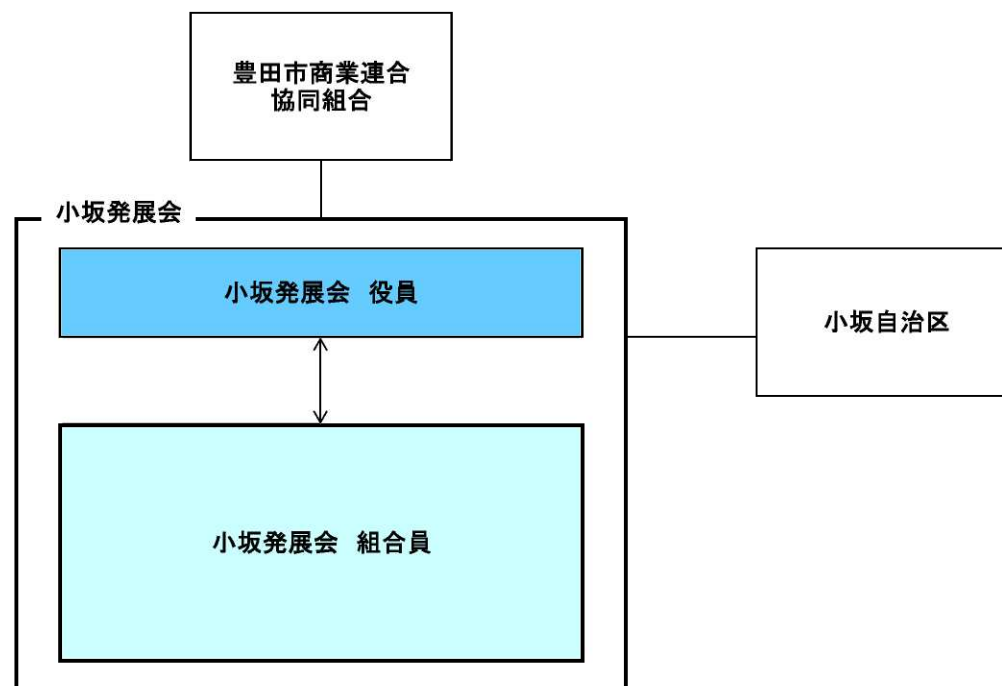 豊田市商業連合
協同組合
小坂発展会
小坂発展会 役員
小坂自治区
小坂発展会 組合員